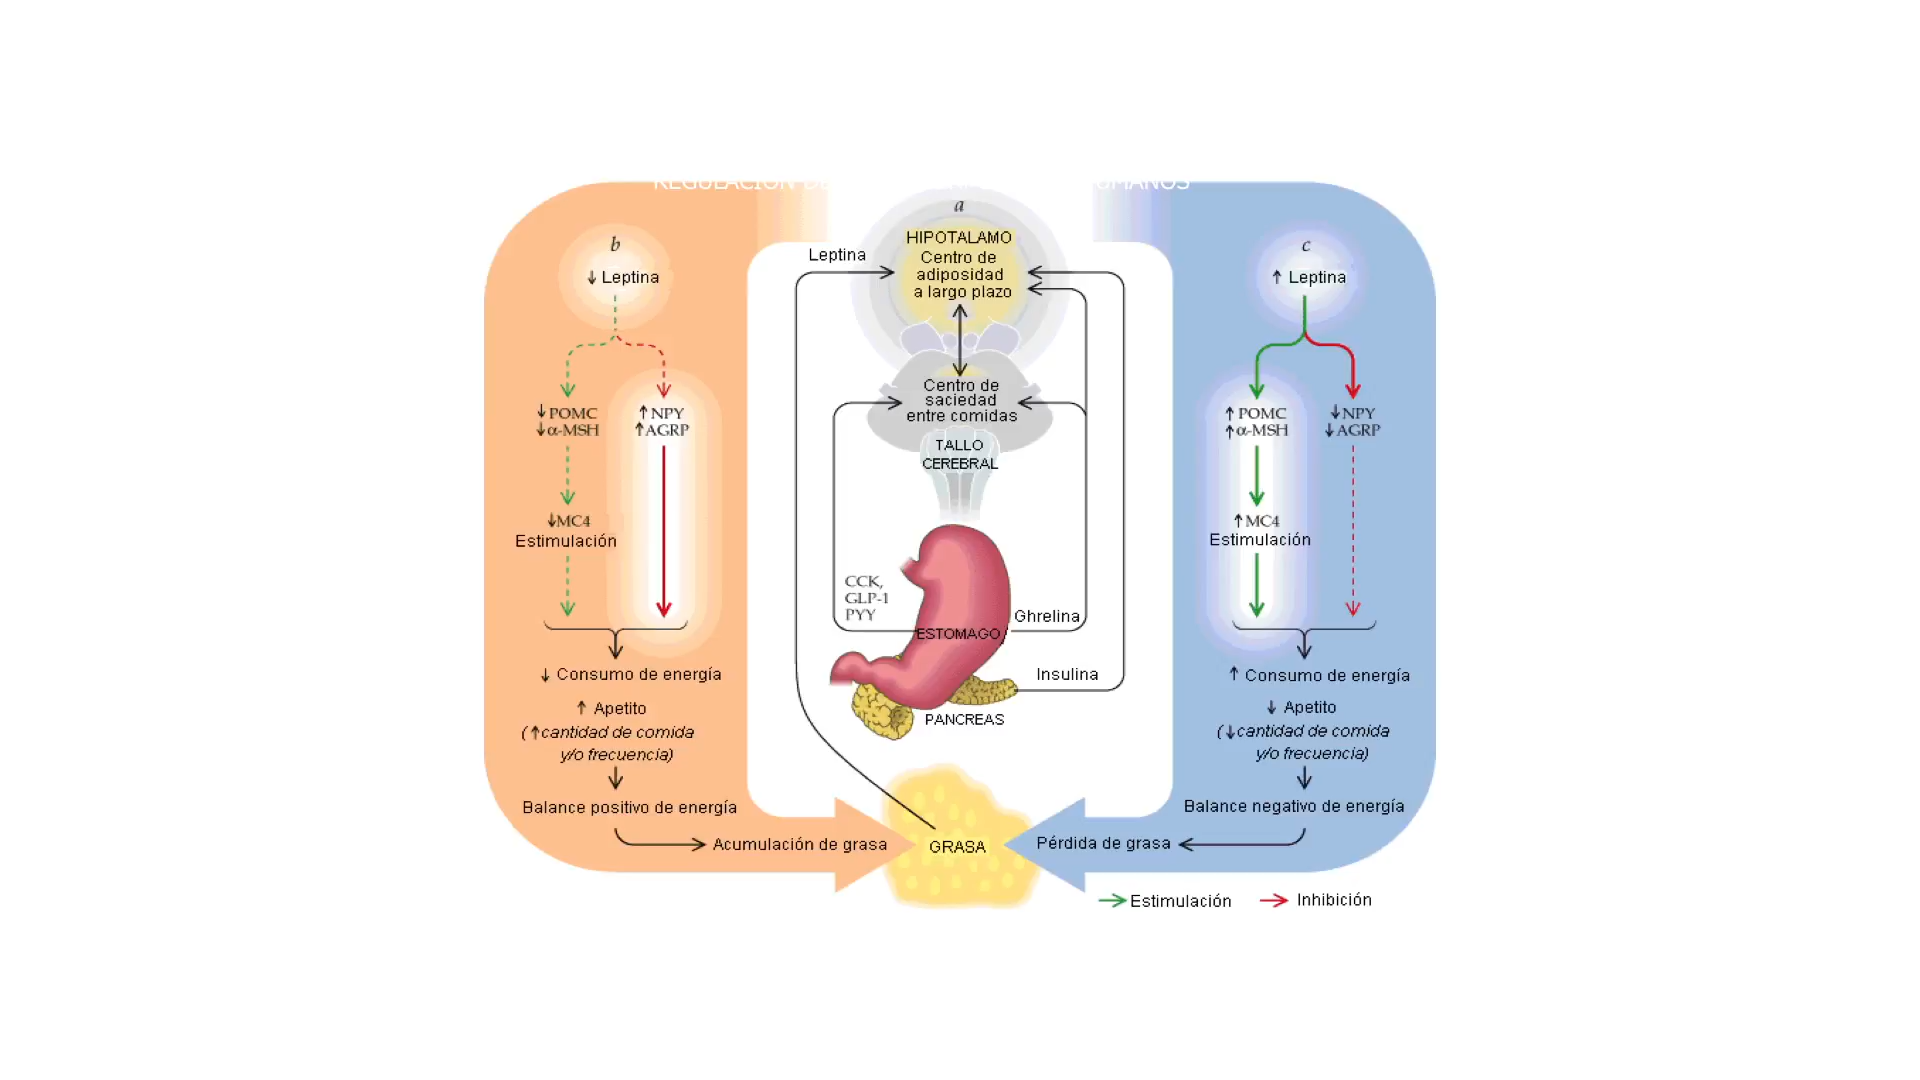 REGULACION DE
UMANOS
a
HIPOTALAMO
Centro de
adiposidad
a largo plazo
Leptina
Centro de
saciedad
entre comidas
TALLO
CEREBRAL
CCK,
GLP-1
PYY
ESTOMAGO
Ghrelina
Insulina
PANCREAS
GRASA
b
↓ Leptina
↓POMC
↓α-MSH
↑NPY
↑AGRP
↓MC4
Estimulación
↓ Consumo de energía
↑ Apetito
(↑cantidad de comida
y/o frecuencia)
Balance positivo de energía
Acumulación de grasa
c
↑ Leptina
↑POMC
↑α-MSH
↓NPY
↓AGRP
↑MC4
Estimulación
↑ Consumo de energía
↓ Apetito
(↓cantidad de comida
y/o frecuencia)
Balance negativo de energía
Pérdida de grasa
Estimulación
Inhibición